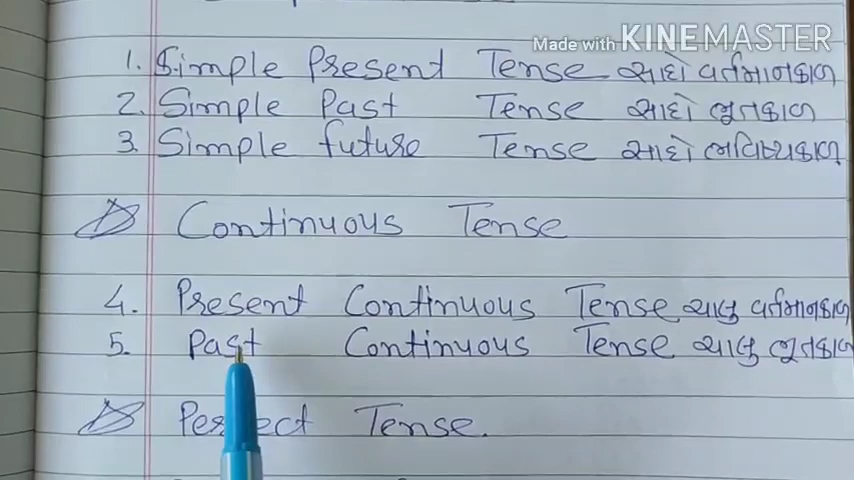 Made with KINEMASTER
1. Simple Present Tense સાદો વર્તમાનકાળ
2. Simple Past Tense સાદો ભૂતકાળ
3. Simple future Tense સાદો ભવિષ્યકાળ
Continuous Tense
4. Present Continuous Tense ચાલુ વર્તમાનકાળ
5. Past Continuous Tense ચાલુ ભૂતકાળ
Perfect Tense.